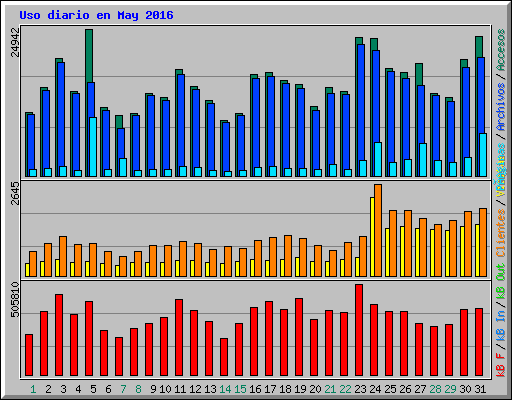 Uso diario en May 2016
24942
2645
505810
kB F / kB In / kB Out Clientes / / Archivos / Accesos
1 2 3 4 5 6 7 8 9 10 11 12 13 14 15 16 17 18 19 20 21 22 23 24 25 26 27 28 29 30 31